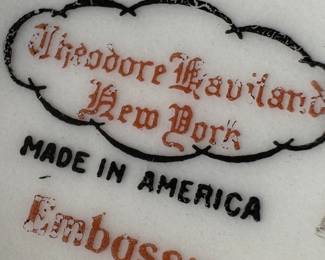 Theodore Haviland
New York
MADE IN AMERICA